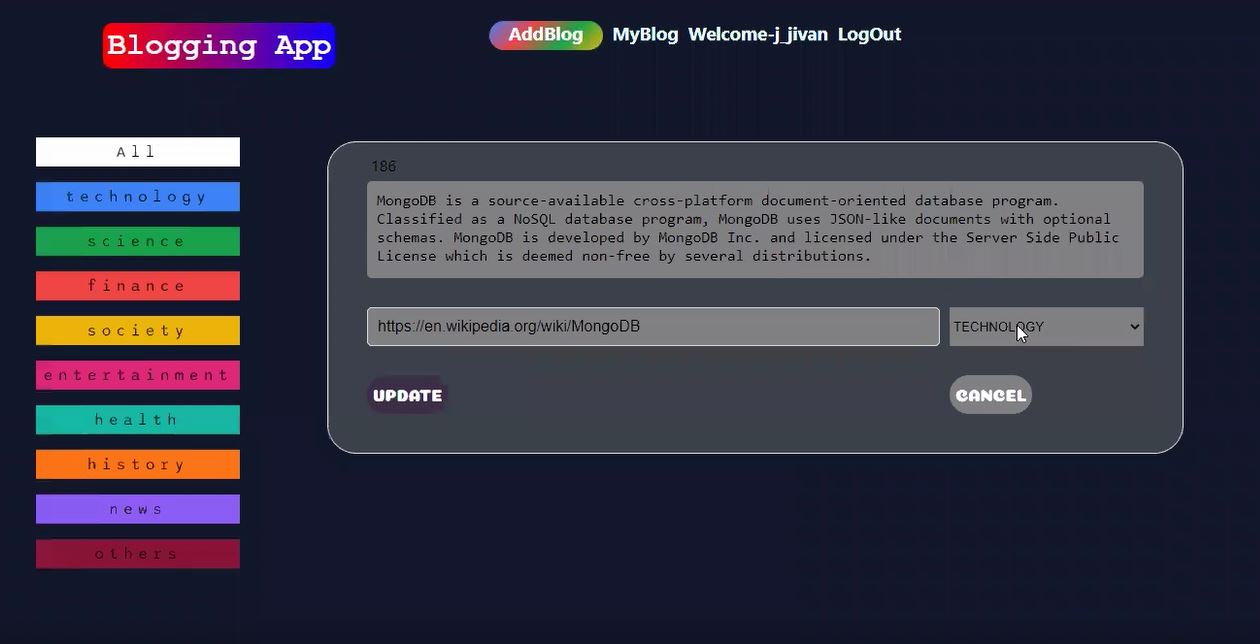 Blogging App
AddBlog MyBlog Welcome-j_jivan LogOut
All
technology
science
finance
society
entertainment
health
history
news
others
186
MongoDB is a source-available cross-platform document-oriented database program.
Classified as a NoSQL database program, MongoDB uses JSON-like documents with optional
schemas. MongoDB is developed by MongoDB Inc. and licensed under the Server Side Public
License which is deemed non-free by several distributions.
https://en.wikipedia.org/wiki/MongoDB
TECHNOLOGY
UPDATE
CANCEL